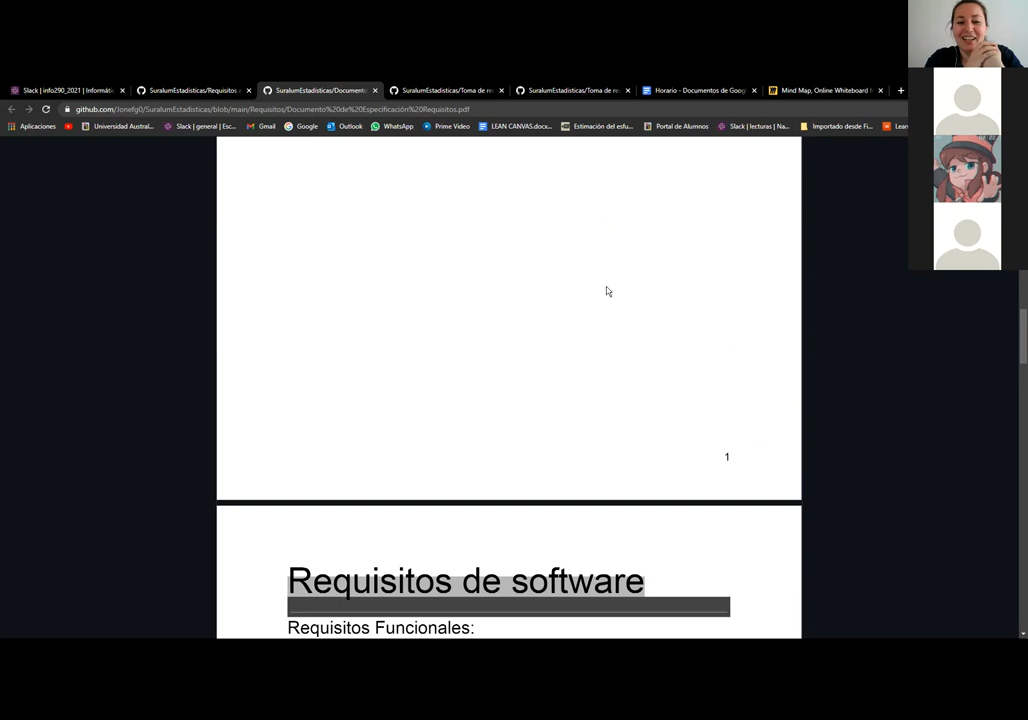 Slack | info290_2021 | Informátic
SuralumEstadisticas/Requisitos a
SuralumEstadisticas/Documento
SuralumEstadisticas/Toma de re
SuralumEstadisticas/Toma de re
Horario - Documentos de Goog
Mind Map, Online Whiteboard f
github.com/Jonefg0/SuralumEstadisticas/blob/main/Requisitos/Documento%20de%20Especificación%20Requisitos.pdf
Aplicaciones
Universidad Austral...
Slack | general | Esc...
Gmail
Google
Outlook
WhatsApp
Prime Video
LEAN CANVAS.docx...
Estimación del esfu...
Portal de Alumnos
Slack | lecturas | Na...
Importado desde Fi...
Lean
1
Requisitos de software
Requisitos Funcionales: